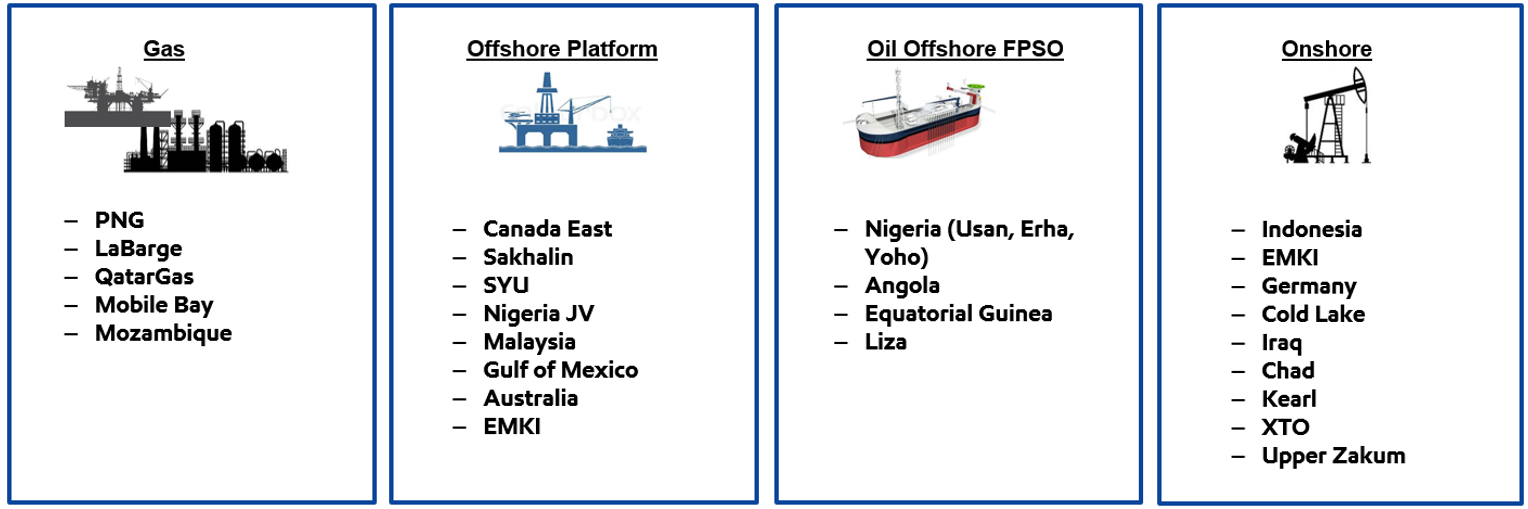 Gas
– PNG
– LaBarge
– QatarGas
– Mobile Bay
– Mozambique
Offshore Platform
– Canada East
– Sakhalin
– SYU
– Nigeria JV
– Malaysia
– Gulf of Mexico
– Australia
– EMKI
Oil Offshore FPSO
– Nigeria (Usan, Erha,
Yoho)
– Angola
– Equatorial Guinea
– Liza
Onshore
– Indonesia
– EMKI
– Germany
– Cold Lake
– Iraq
– Chad
– Kearl
– XTO
– Upper Zakum